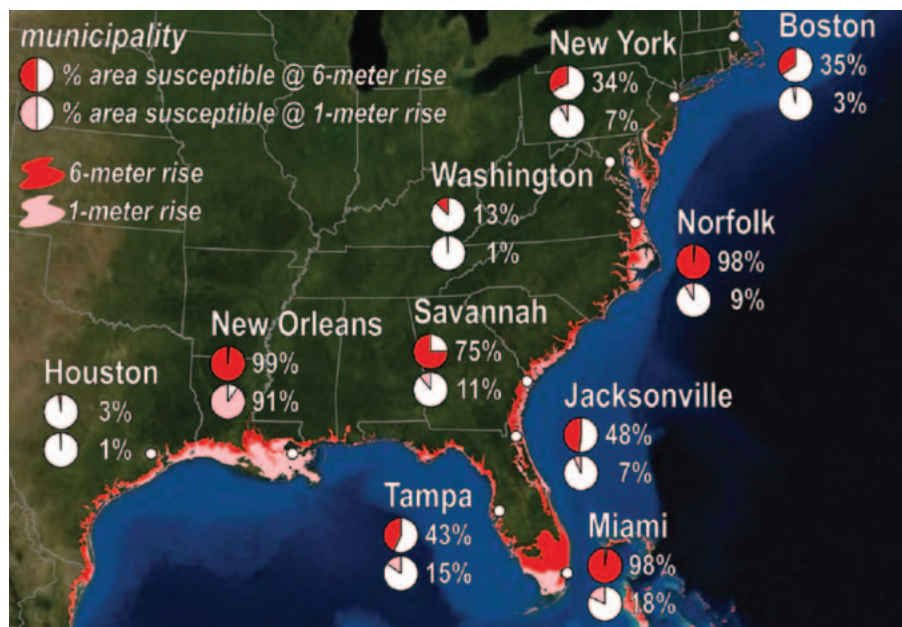 municipality
% area susceptible @ 6-meter rise
% area susceptible @ 1-meter rise
6-meter rise
1-meter rise
Boston
35%
3%
New York
34%
7%
Washington
13%
1%
Norfolk
98%
9%
New Orleans
99%
91%
Savannah
75%
11%
Houston
3%
1%
Jacksonville
48%
7%
Tampa
43%
15%
Miami
98%
18%